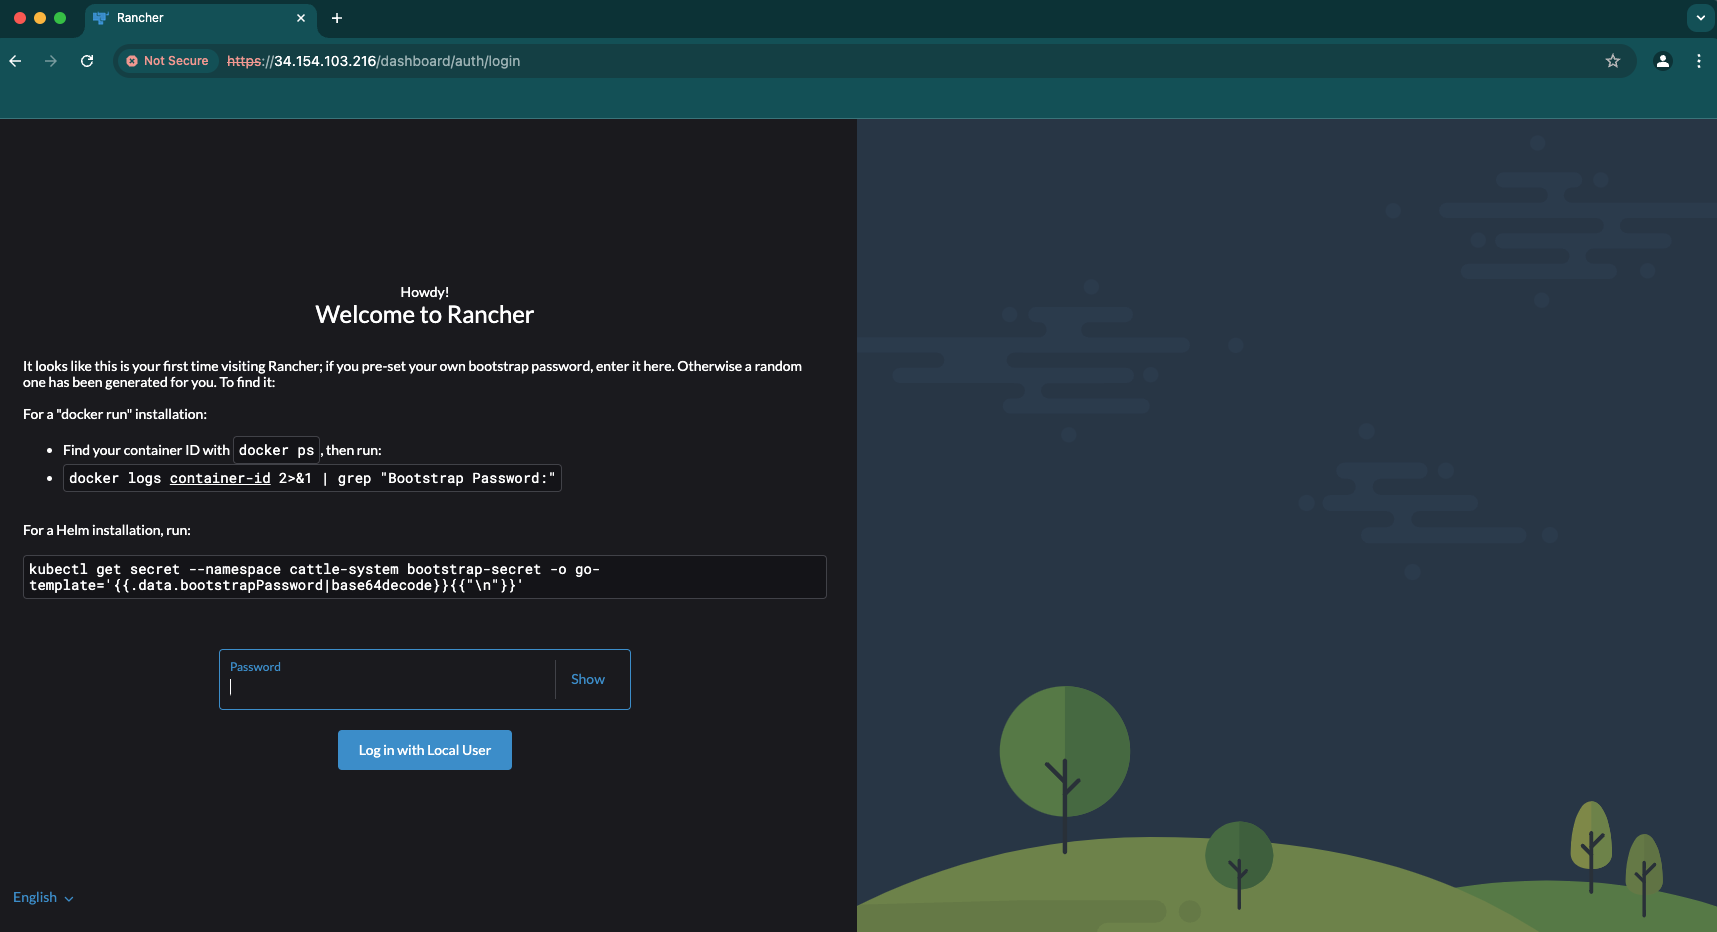 Rancher
Not Secure
https://34.154.103.216/dashboard/auth/login
Howdy!
Welcome to Rancher
It looks like this is your first time visiting Rancher; if you pre-set your own bootstrap password, enter it here. Otherwise a random
one has been generated for you. To find it:
For a "docker run" installation:
• Find your container ID with docker ps, then run:
• docker logs container-id 2>&1 | grep "Bootstrap Password:"
For a Helm installation, run:
kubectl get secret --namespace cattle-system bootstrap-secret -o go-
template='{{.data.bootstrapPassword|base64decode}}{{"\n"}}'
Password
Show
Log in with Local User
English